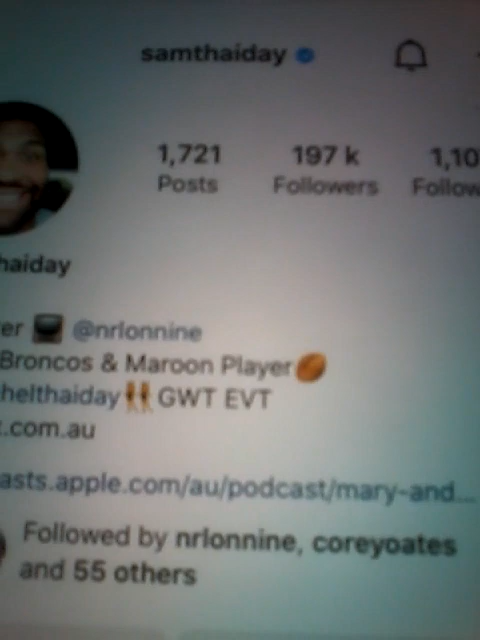 samthaiday
1,721 197 k 1,10
Posts Followers Follow
haiday
er @nrlonnine
Broncos & Maroon Player
helthaiday GWT EVT
.com.au
asts.apple.com/au/podcast/mary-and...
Followed by nrlonnine, coreyoates
and 55 others